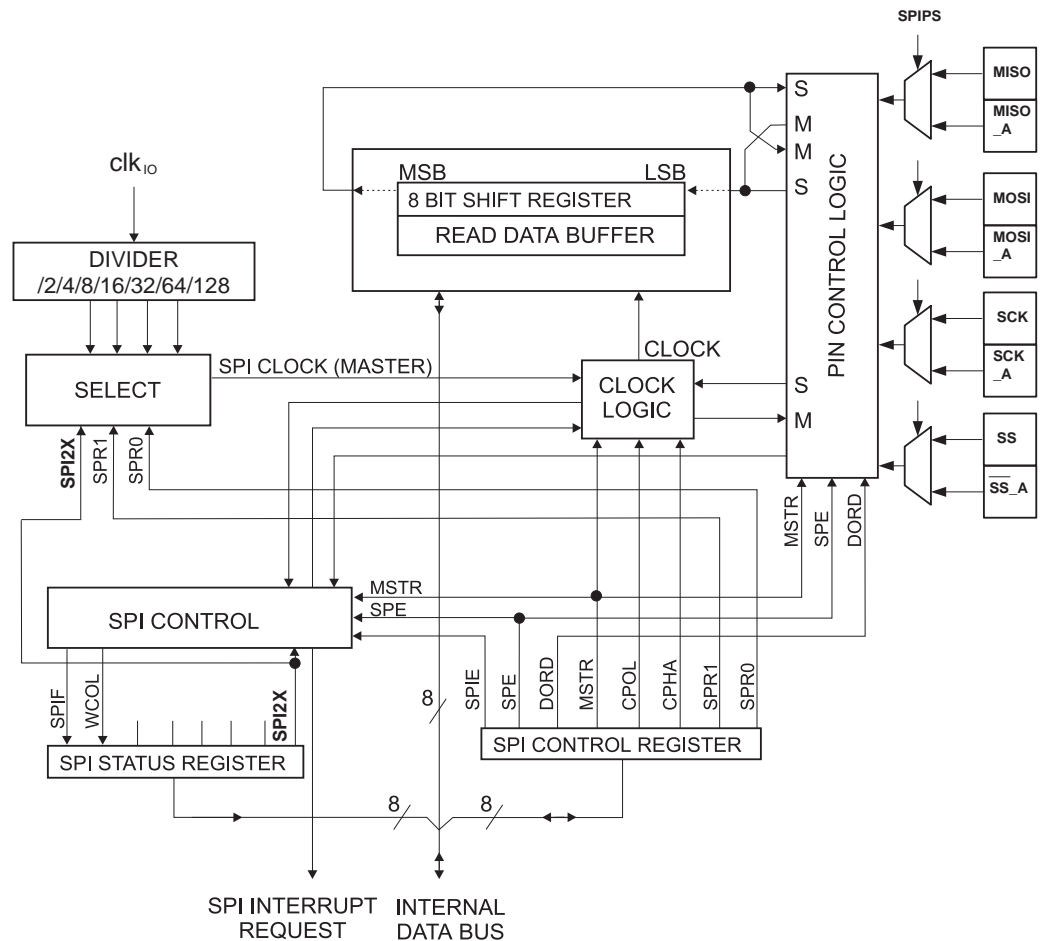 SPIPS
MISO
MISO
_A
MOSI
MOSI
_A
SCK
SCK
_A
SS
SS_A
S
M
M
S
S
M
PIN CONTROL LOGIC
MSB
LSB
8 BIT SHIFT REGISTER
READ DATA BUFFER
clkIO
DIVIDER
/2/4/8/16/32/64/128
SELECT
SPI CLOCK (MASTER)
CLOCK
CLOCK
LOGIC
SPI2X
SPR1
SPR0
MSTR
SPE
DORD
MSTR
SPE
SPI CONTROL
SPIF
WCOL
SPI2X
8
SPIE
SPE
DORD
MSTR
CPOL
CPHA
SPR1
SPR0
SPI STATUS REGISTER
SPI CONTROL REGISTER
8
8
SPI INTERRUPT
REQUEST
INTERNAL
DATA BUS